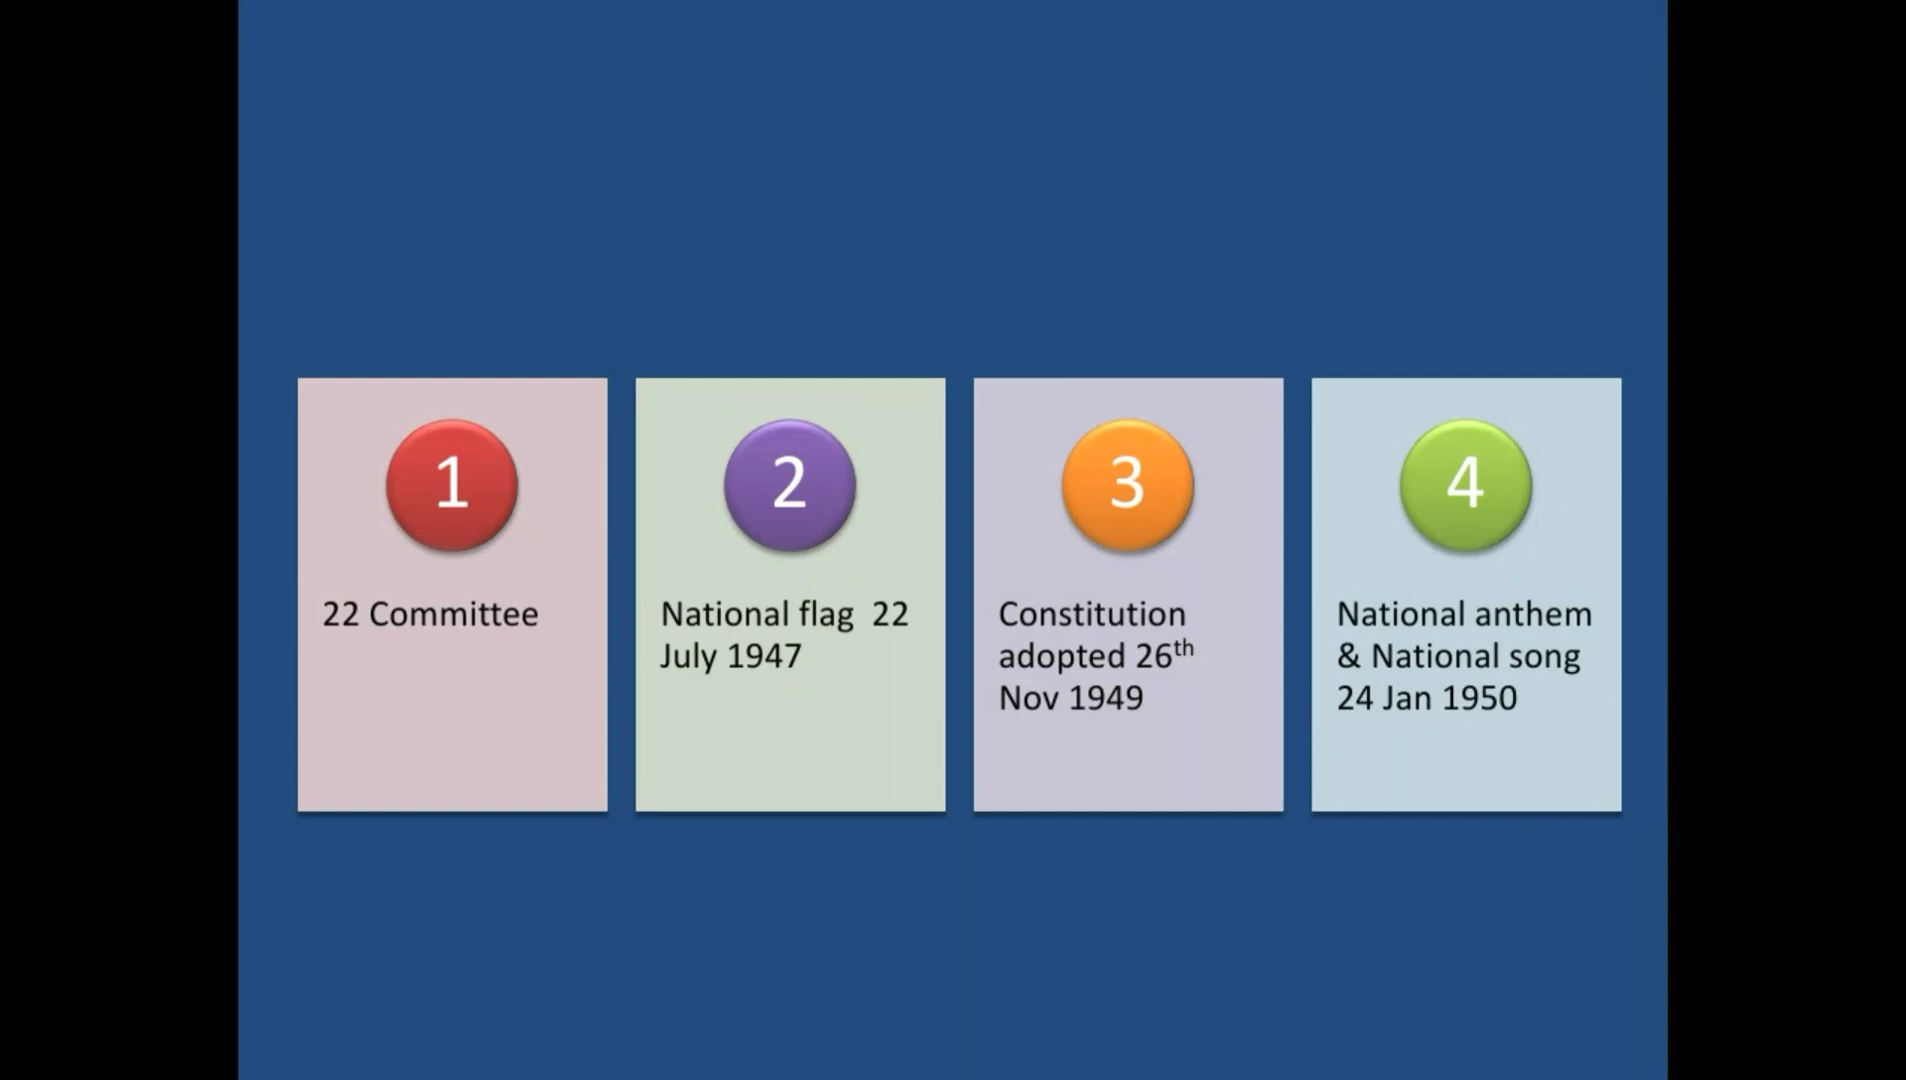 1
22 Committee
2
National flag  22
July 1947
3
Constitution
adopted 26th
Nov 1949
4
National anthem
& National song
24 Jan 1950